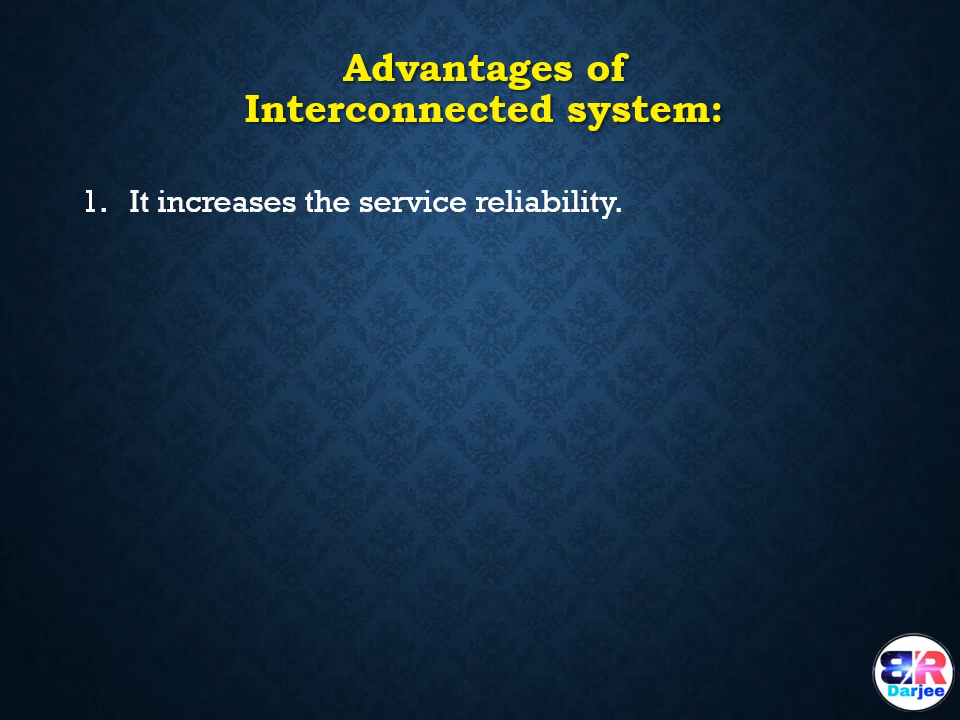 Advantages of
Interconnected system:
1. It increases the service reliability.
BR
Darjee